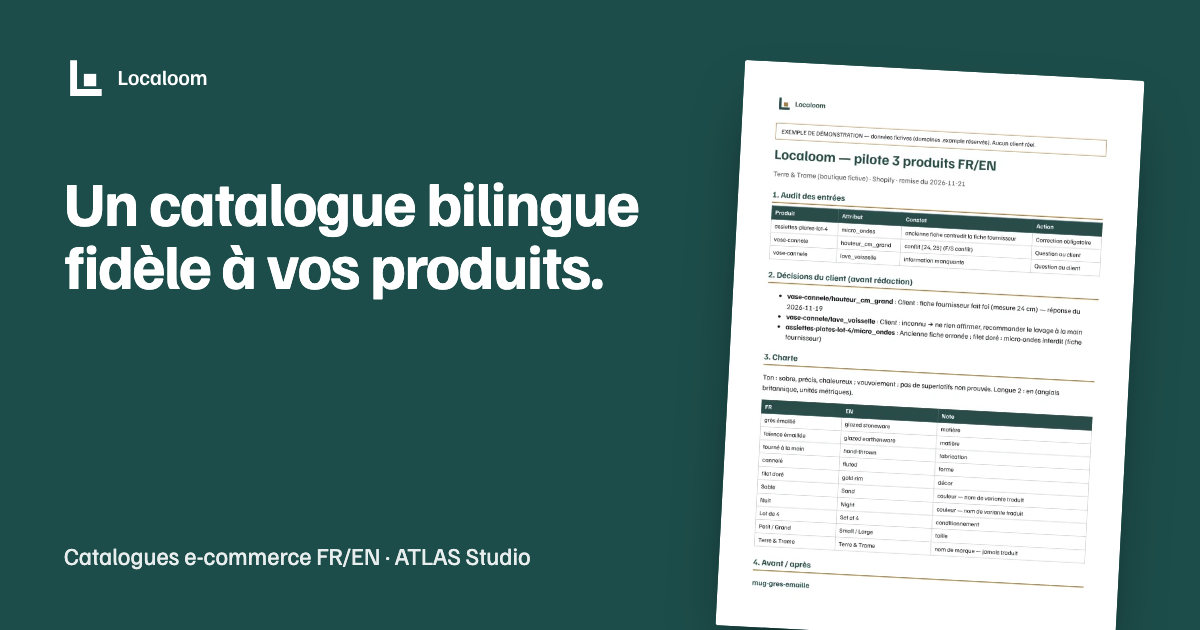 Localoom
Un catalogue bilingue
fidèle à vos produits.
Catalogues e-commerce FR/EN · ATLAS Studio
Localoom
EXEMPLE DE DÉMONSTRATION — données fictives (domaines .example réservés). Aucun client réel.
Localoom — pilote 3 produits FR/EN
Terre & Trame (boutique fictive) · Shopify · remise du 2026-11-21
1. Audit des entrées
Produit Attribut Constat Action
assiettes-plates-lot-4 micro_ondes ancienne fiche contredit la fiche fournisseur Correction obligatoire
vase-cannele hauteur_cm_grand conflit [24, 25] (F/S conflit) Question au client
vase-cannele lave_vaisselle information manquante Question au client
2. Décisions du client (avant rédaction)
• vase-cannele/hauteur_cm_grand : Client : fiche fournisseur fait foi (mesure 24 cm) — réponse du
2026-11-19
• vase-cannele/lave_vaisselle : Client : inconnu → ne rien affirmer, recommander le lavage à la main
• assiettes-plates-lot-4/micro_ondes : Ancienne fiche erronée ; filet doré : micro-ondes interdit (fiche
fournisseur)
3. Charte
Ton : sobre, précis, chaleureux ; vouvoiement ; pas de superlatifs non prouvés. Langue 2 : en (anglais
britannique, unités métriques).
FR EN Note
grès émaillé glazed stoneware matière
faïence émaillée glazed earthenware matière
tourné à la main hand-thrown fabrication
cannelé fluted forme
filet doré gold rim décor
Sable Sand couleur — nom de variante traduit
Nuit Night couleur — nom de variante traduit
Lot de 4 Set of 4 conditionnement
Petit / Grand Small / Large taille
Terre & Trame Terre & Trame nom de marque — jamais traduit
4. Avant / après
mug-gres-emaille